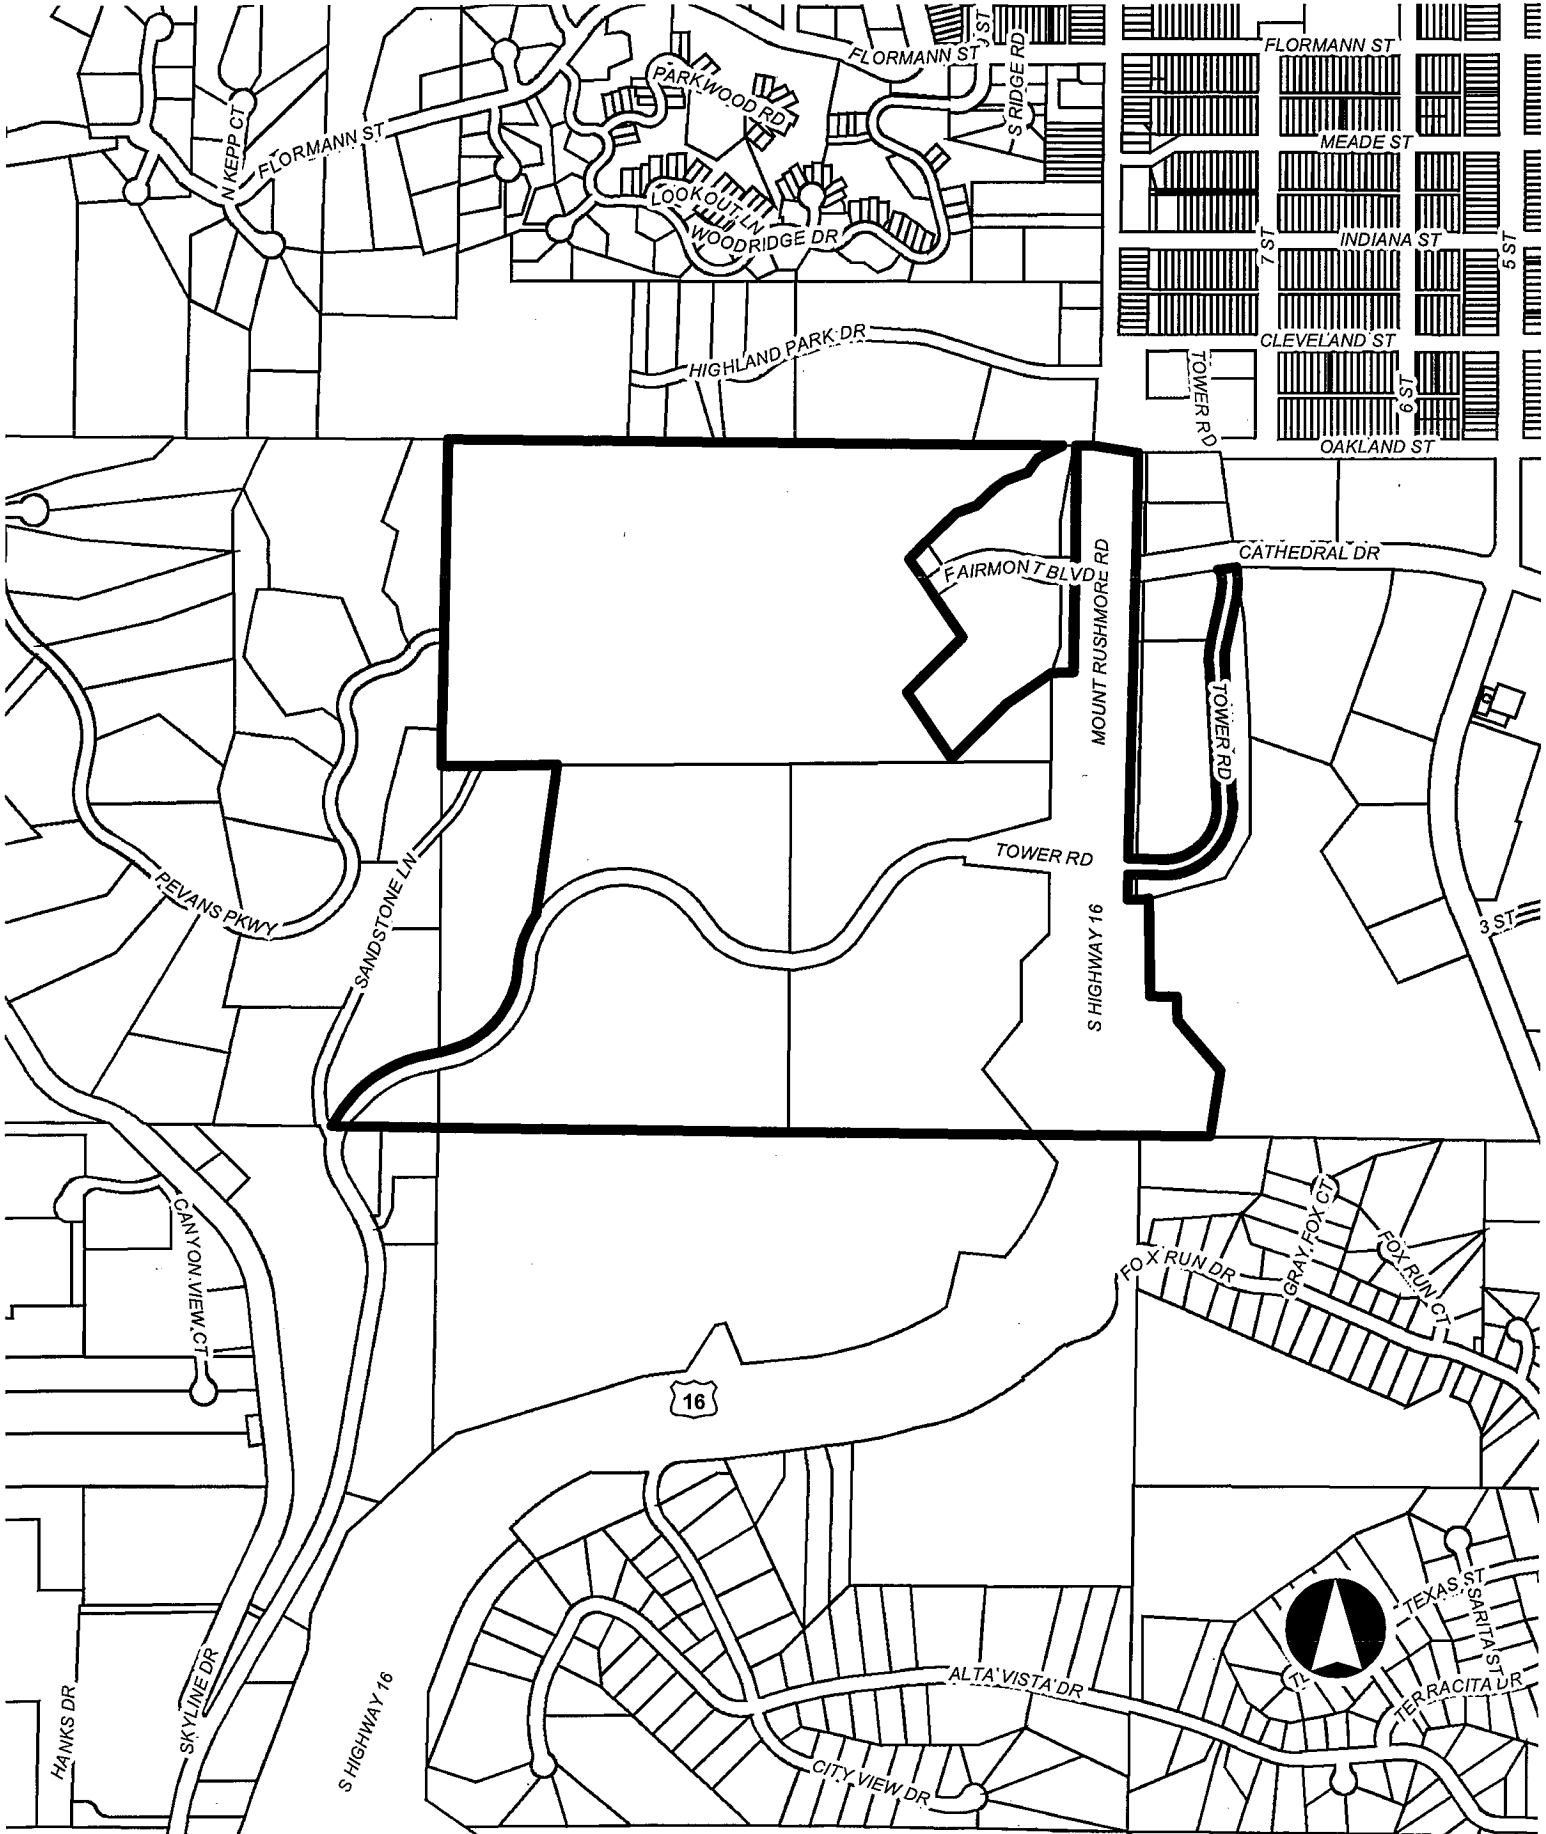 FLORMANN ST
ST
S RIDGE RD
FLORMANN ST
PARKWOOD RD
N KEPP CT
FLORMANN ST
MEADE ST
LOOKOUT LN
WOODRIDGE DR
7 ST
INDIANA ST
5 ST
HIGHLAND PARK DR
CLEVELAND ST
TOWER RD
6 ST
OAKLAND ST
FAIRMONT BLVD
MOUNT RUSHMORE RD
CATHEDRAL DR
TOWER RD
TOWER RD
PEVANS PKWY
SANDSTONE LN
S HIGHWAY 16
3 ST
CANYON VIEW CT
FOX RUN DR
GRAY FOX CT
FOX RUN CT
16
TEXAS ST
SARITA ST
TL
TERRACITA DR
ALTA VISTA DR
HANKS DR
SKYLINE DR
S HIGHWAY 16
CITY VIEW DR